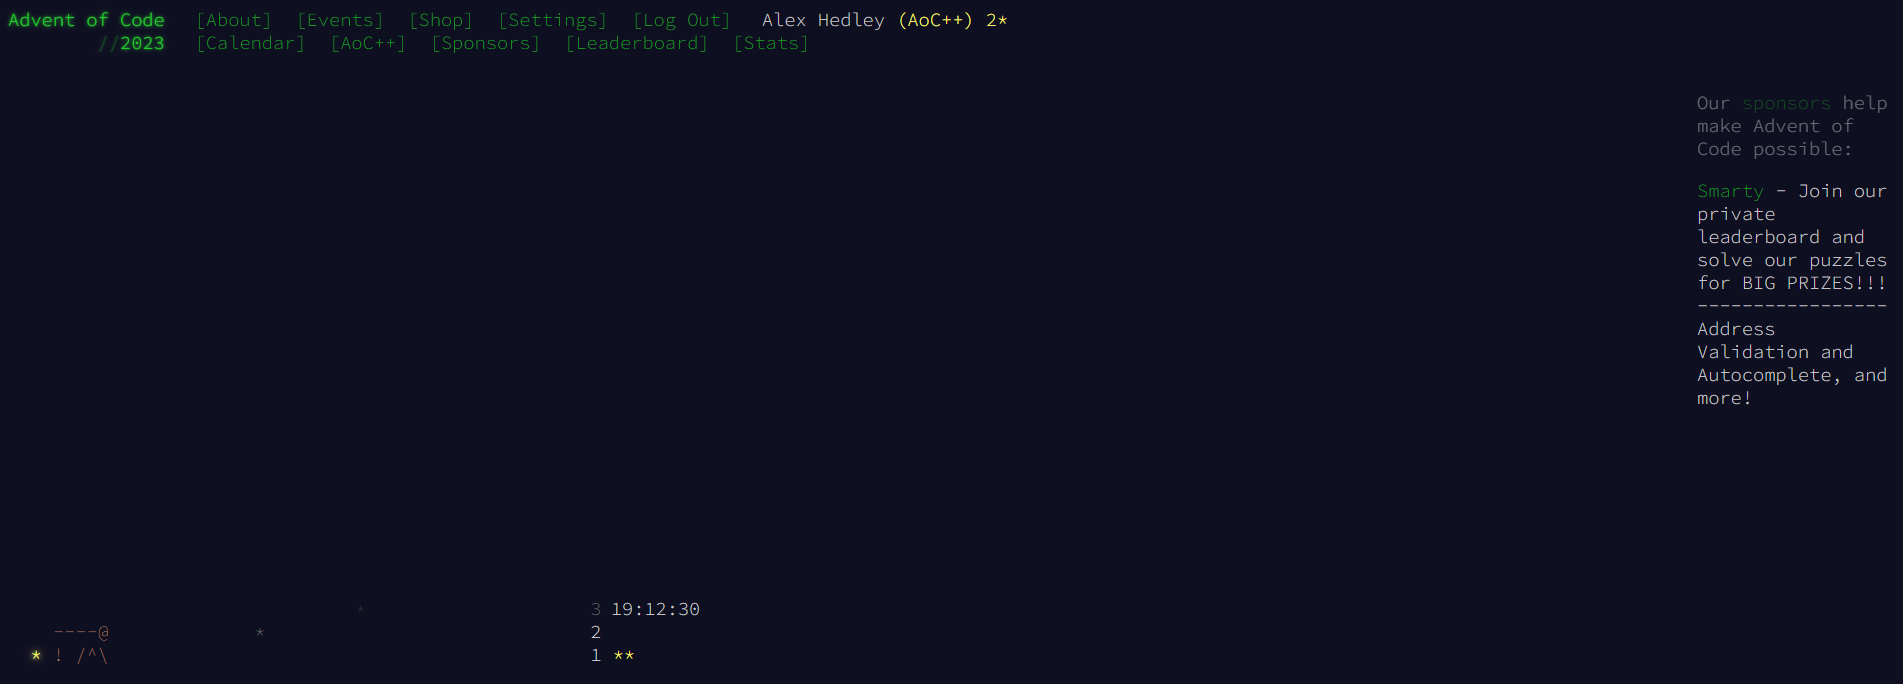 Advent of Code [About] [Events] [Shop] [Settings] [Log Out] Alex Hedley (AoC++) 2*
//2023 [Calendar] [AoC++] [Sponsors] [Leaderboard] [Stats]
Our sponsors help
make Advent of
Code possible:
Smarty - Join our
private
leaderboard and
solve our puzzles
for BIG PRIZES!!!
-----------------
Address
Validation and
Autocomplete, and
more!
* 3 19:12:30
----@ * 2
* ! /^\ 1 **